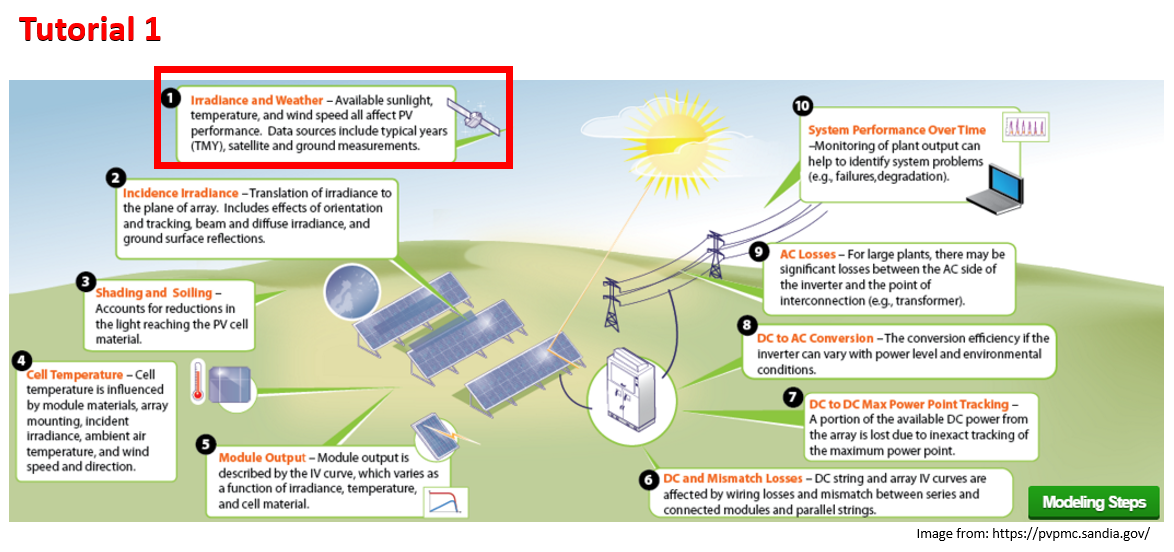 Tutorial 1
1
Irradiance and Weather – Available sunlight,
temperature, and wind speed all affect PV
performance. Data sources include typical years
(TMY), satellite and ground measurements.
2
Incidence Irradiance – Translation of irradiance to
the plane of array. Includes effects of orientation
and tracking, beam and diffuse irradiance, and
ground surface reflections.
3
Shading and Soiling –
Accounts for reductions in
the light reaching the PV cell
material.
4
Cell Temperature – Cell
temperature is influenced
by module materials, array
mounting, incident
irradiance, ambient air
temperature, and wind
speed and direction.
5
Module Output – Module output is
described by the IV curve, which varies as
a function of irradiance, temperature,
and cell material.
6
DC and Mismatch Losses – DC string and array IV curves are
affected by wiring losses and mismatch between series and
connected modules and parallel strings.
7
DC to DC Max Power Point Tracking –
A portion of the available DC power from
the array is lost due to inexact tracking of
the maximum power point.
8
DC to AC Conversion – The conversion efficiency if the
inverter can vary with power level and environmental
conditions.
9
AC Losses – For large plants, there may be
significant losses between the AC side of
the inverter and the point of
interconnection (e.g., transformer).
10
System Performance Over Time
–Monitoring of plant output can
help to identify system problems
(e.g., failures,degradation).
Modeling Steps
Image from: https://pvpmc.sandia.gov/